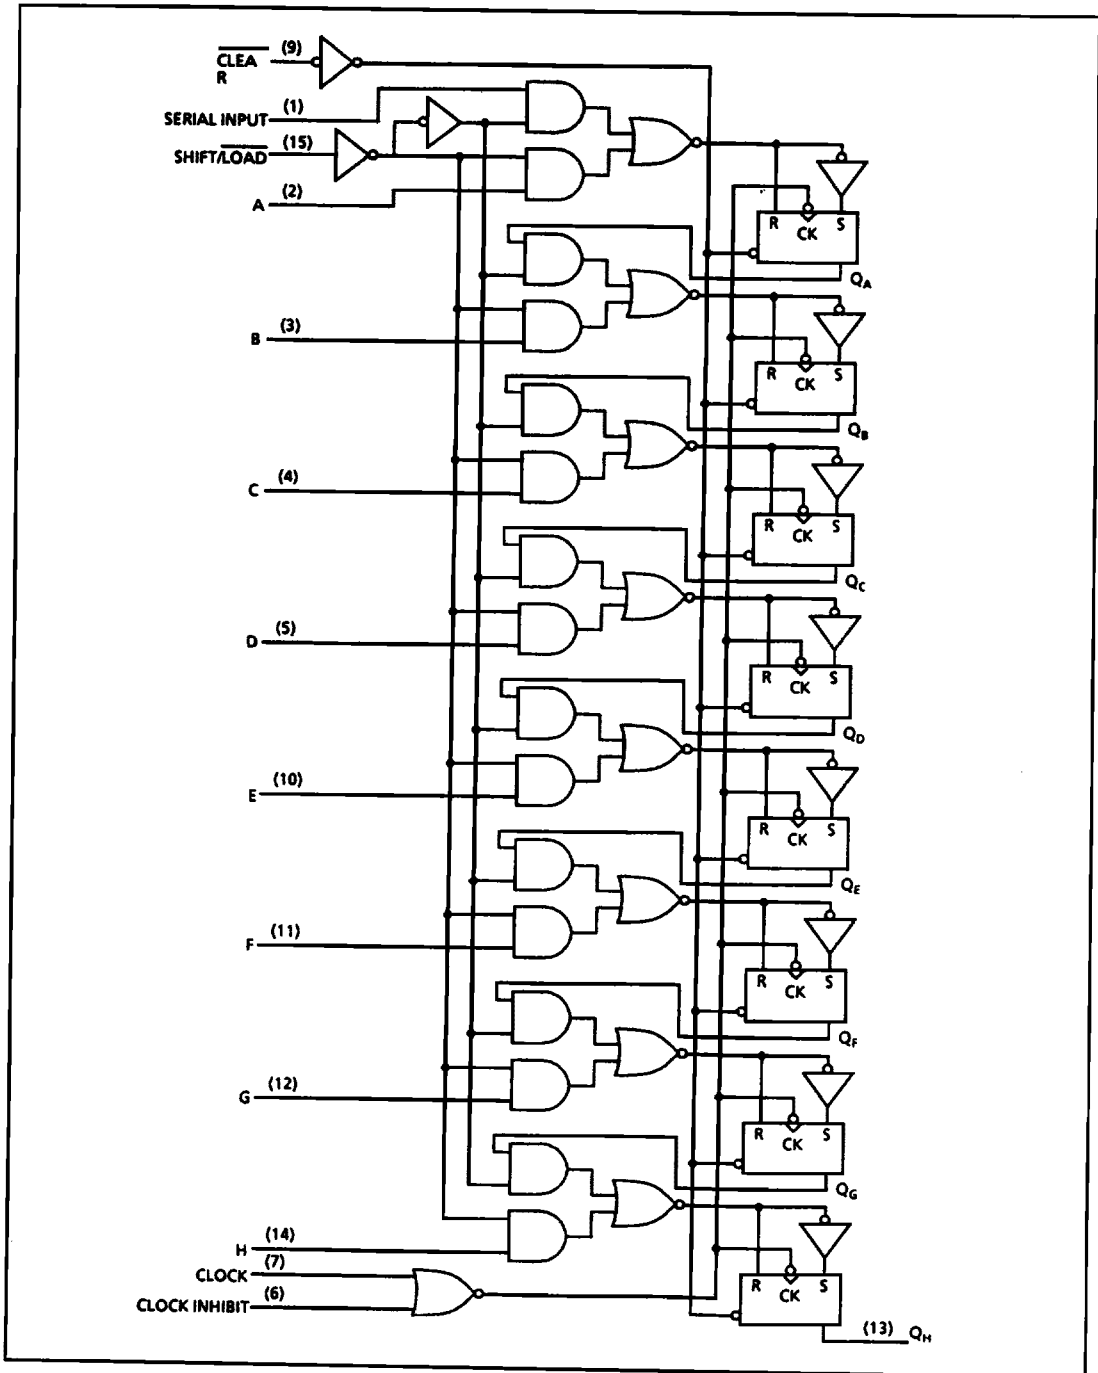 CLEA (9)
R
SERIAL INPUT (1)
SHIFT/LOAD (15)
A (2)
R CK S
QA
B (3)
R CK S
QB
C (4)
R CK S
QC
D (5)
R CK S
QD
E (10)
R CK S
QE
F (11)
R CK S
QF
G (12)
R CK S
QG
H (14)
CLOCK (7)
CLOCK INHIBIT (6)
R CK S
(13) QH